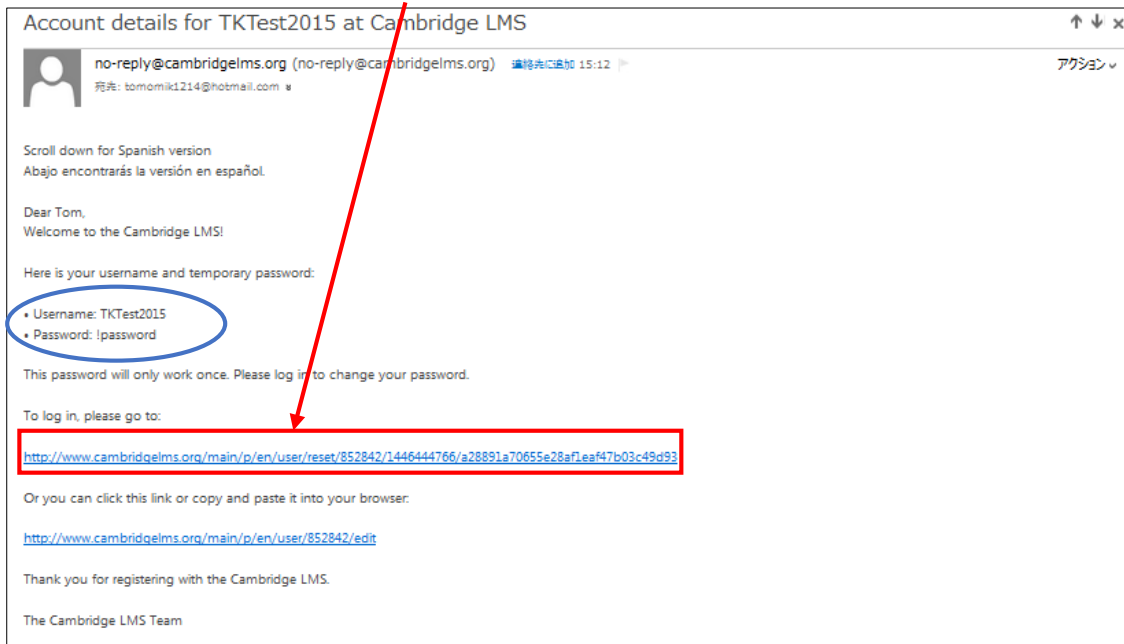 Account details for TKTest2015 at Cambridge LMS
no-reply@cambridgelms.org (no-reply@cambridgelms.org) 連絡先に追加 15:12
アクション
宛先: tomomik1214@hotmail.com
Scroll down for Spanish version
Abajo encontrarás la versión en español.
Dear Tom,
Welcome to the Cambridge LMS!
Here is your username and temporary password:
• Username: TKTest2015
• Password: !password
This password will only work once. Please log in to change your password.
To log in, please go to:
http://www.cambridgelms.org/main/p/en/user/reset/852842/1446444766/a28891a70655e28af1eaf47b03c49d93
Or you can click this link or copy and paste it into your browser:
http://www.cambridgelms.org/main/p/en/user/852842/edit
Thank you for registering with the Cambridge LMS.
The Cambridge LMS Team